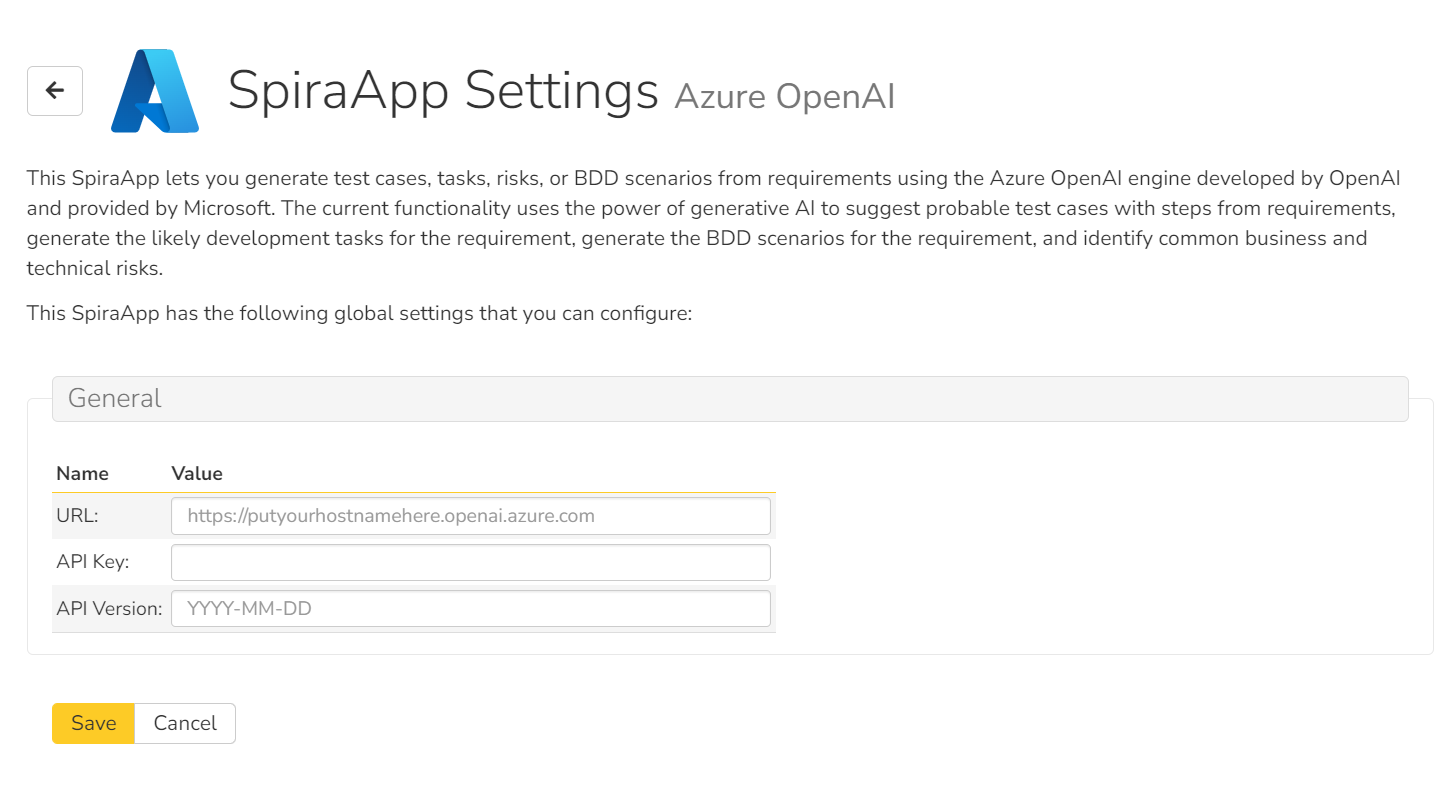 SpiraApp Settings Azure OpenAI
This SpiraApp lets you generate test cases, tasks, risks, or BDD scenarios from requirements using the Azure OpenAI engine developed by OpenAI
and provided by Microsoft. The current functionality uses the power of generative AI to suggest probable test cases with steps from requirements,
generate the likely development tasks for the requirement, generate the BDD scenarios for the requirement, and identify common business and
technical risks.
This SpiraApp has the following global settings that you can configure:
General
Name Value
URL: https://putyourhostnamehere.openai.azure.com
API Key:
API Version: YYYY-MM-DD
Save Cancel